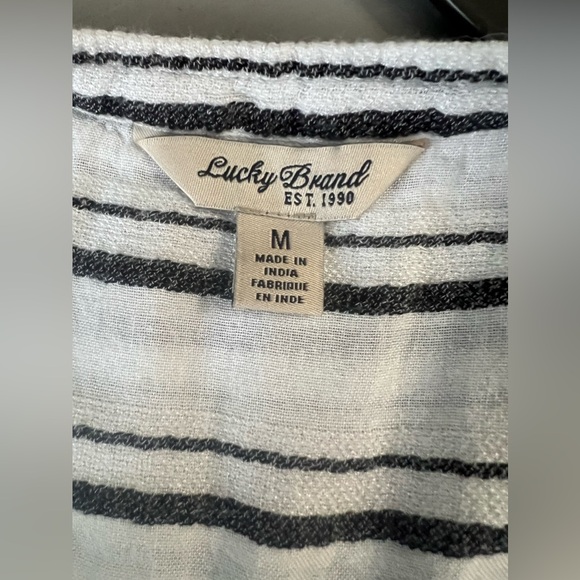 Lucky Brand
EST. 1990
M
MADE IN
INDIA
FABRIQUE
EN INDE